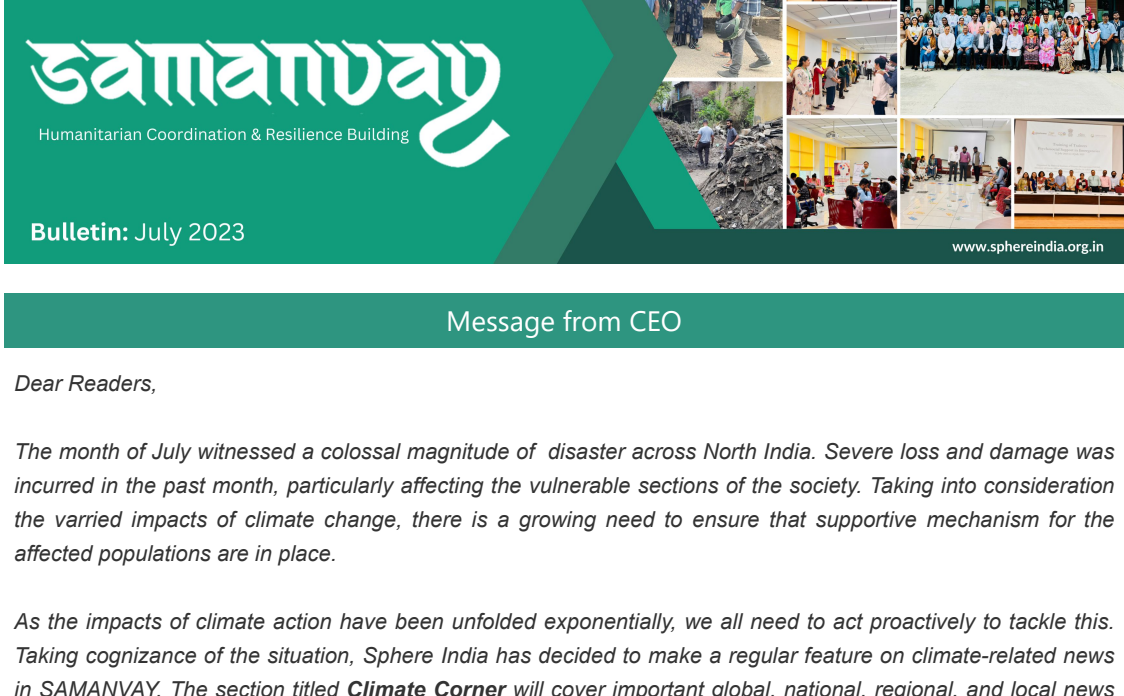 samanvay
Humanitarian Coordination & Resilience Building
Bulletin: July 2023
www.sphereindia.org.in
Message from CEO
Dear Readers,
The month of July witnessed a colossal magnitude of disaster across North India. Severe loss and damage was
incurred in the past month, particularly affecting the vulnerable sections of the society. Taking into consideration
the varried impacts of climate change, there is a growing need to ensure that supportive mechanism for the
affected populations are in place.
As the impacts of climate action have been unfolded exponentially, we all need to act proactively to tackle this.
Taking cognizance of the situation, Sphere India has decided to make a regular feature on climate-related news
in SAMANVAY. The section titled Climate Corner will cover important global, national, regional, and local news